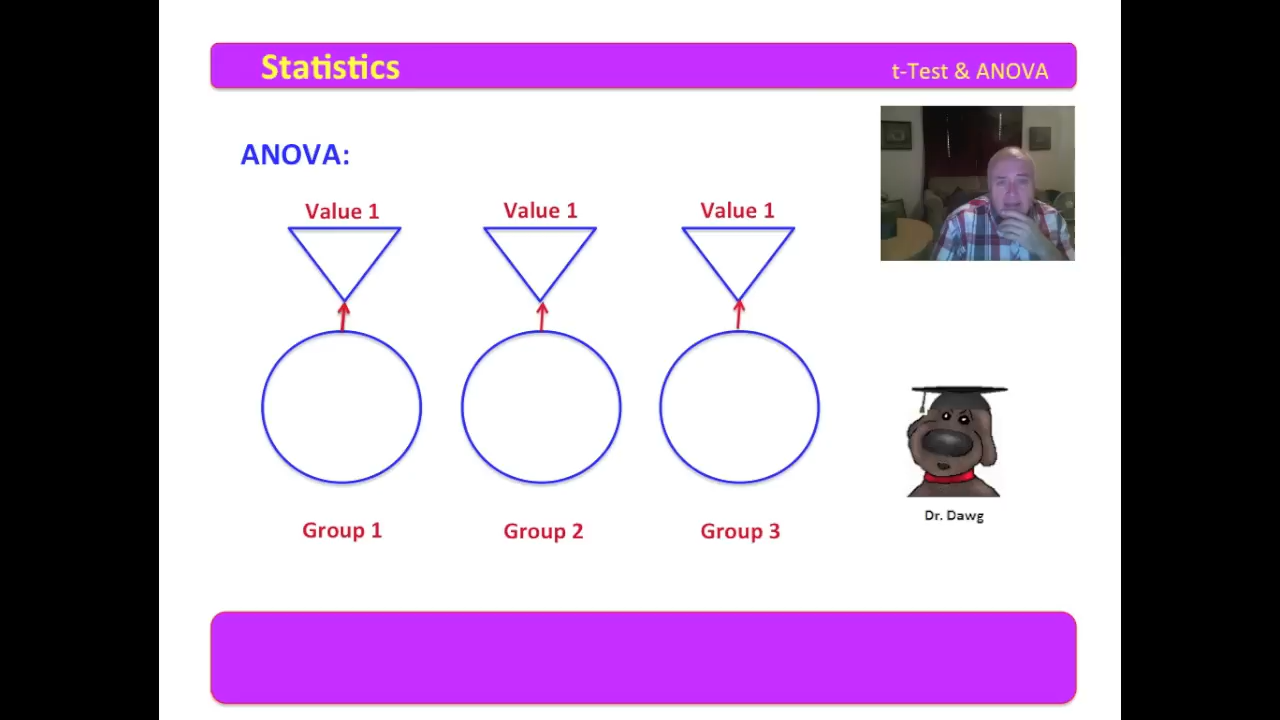 Statistics
t-Test & ANOVA
ANOVA:
Value 1 Value 1 Value 1
Group 1 Group 2 Group 3
Dr. Dawg